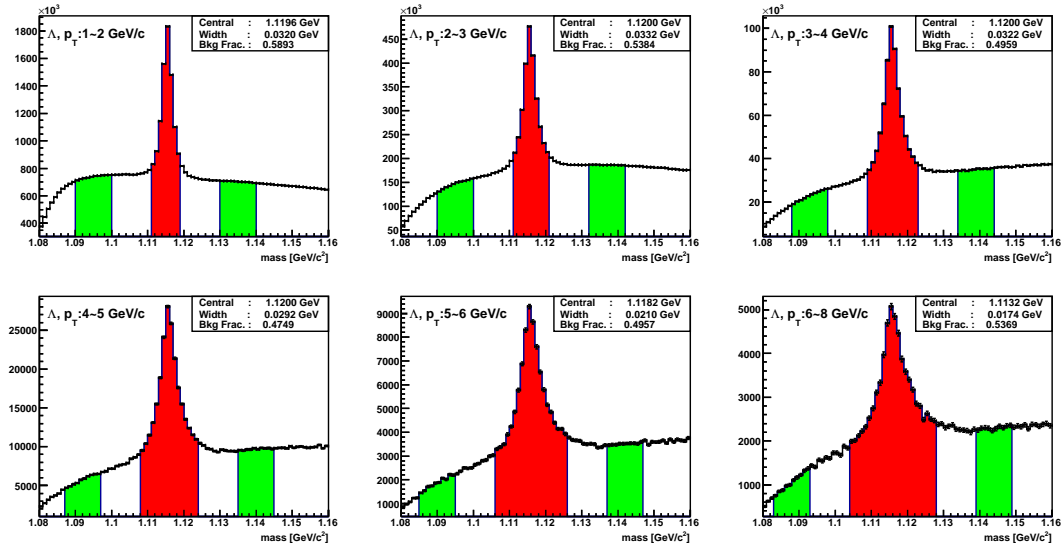 ×10³
Λ, p_T:1~2 GeV/c
Central : 1.1196 GeV
Width : 0.0320 GeV
Bkg Frac. : 0.5893
1800
1600
1400
1200
1000
800
600
400
1.08 1.09 1.1 1.11 1.12 1.13 1.14 1.15 1.16
mass [GeV/c²]
×10³
Λ, p_T:2~3 GeV/c
Central : 1.1200 GeV
Width : 0.0332 GeV
Bkg Frac. : 0.5384
450
400
350
300
250
200
150
100
50
1.08 1.09 1.1 1.11 1.12 1.13 1.14 1.15 1.16
mass [GeV/c²]
×10³
Λ, p_T:3~4 GeV/c
Central : 1.1200 GeV
Width : 0.0322 GeV
Bkg Frac. : 0.4959
100
80
60
40
20
1.08 1.09 1.1 1.11 1.12 1.13 1.14 1.15 1.16
mass [GeV/c²]
Λ, p_T:4~5 GeV/c
Central : 1.1200 GeV
Width : 0.0292 GeV
Bkg Frac. : 0.4749
25000
20000
15000
10000
5000
1.08 1.09 1.1 1.11 1.12 1.13 1.14 1.15 1.16
mass [GeV/c²]
Λ, p_T:5~6 GeV/c
Central : 1.1182 GeV
Width : 0.0210 GeV
Bkg Frac. : 0.4957
9000
8000
7000
6000
5000
4000
3000
2000
1000
1.08 1.09 1.1 1.11 1.12 1.13 1.14 1.15 1.16
mass [GeV/c²]
Λ, p_T:6~8 GeV/c
Central : 1.1132 GeV
Width : 0.0174 GeV
Bkg Frac. : 0.5369
5000
4000
3000
2000
1000
1.08 1.09 1.1 1.11 1.12 1.13 1.14 1.15 1.16
mass [GeV/c²]